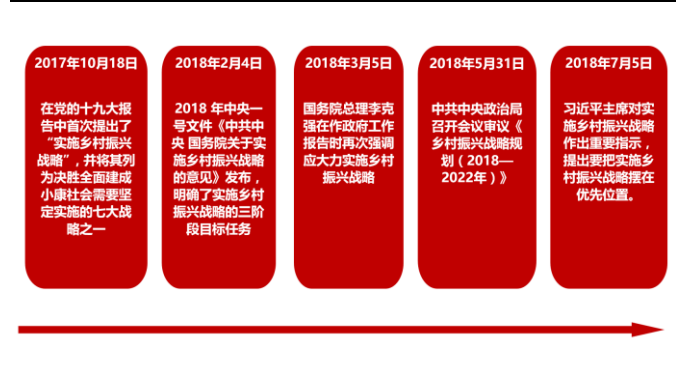 2017年10月18日
在党的十九大报
告中首次提出了
“实施乡村振兴
战略”，并将其列
为决胜全面建成
小康社会需要坚
定实施的七大战
略之一
2018年2月4日
2018 年中央一
号文件《中共中
央 国务院关于实
施乡村振兴战略
的意见》发布，
明确了实施乡村
振兴战略的三阶
段目标任务
2018年3月5日
国务院总理李克
强在作政府工作
报告时再次强调
应大力实施乡村
振兴战略
2018年5月31日
中共中央政治局
召开会议审议《
乡村振兴战略规
划（2018—
2022年）》
2018年7月5日
习近平主席对实
施乡村振兴战略
作出重要指示，
提出要把实施乡
村振兴战略摆在
优先位置。